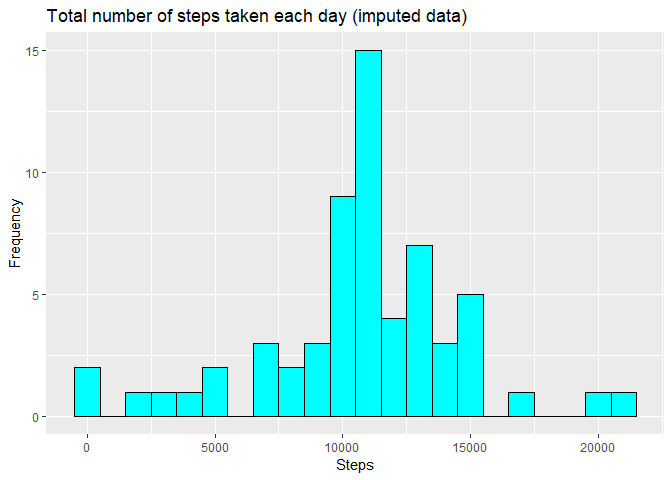 Total number of steps taken each day (imputed data)
15
10
5
0
Frequency
0 5000 10000 15000 20000
Steps